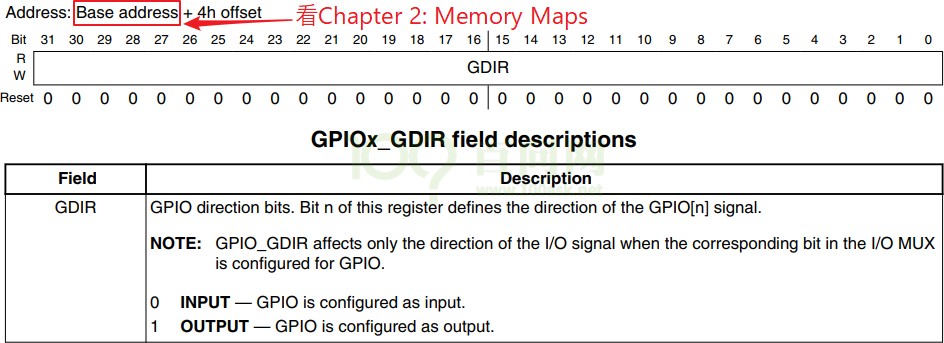 Address: Base address + 4h offset
看Chapter 2: Memory Maps
Bit 31 30 29 28 27 26 25 24 23 22 21 20 19 18 17 16 15 14 13 12 11 10 9 8 7 6 5 4 3 2 1 0
R
GDIR
W
Reset 0 0 0 0 0 0 0 0 0 0 0 0 0 0 0 0 0 0 0 0 0 0 0 0 0 0 0 0 0 0 0 0
GPIOx_GDIR field descriptions
百问网
Field Description
GDIR GPIO direction bits. Bit n of this register defines the direction of the GPIO[n] signal.
NOTE: GPIO_GDIR affects only the direction of the I/O signal when the corresponding bit in the I/O MUX
is configured for GPIO.
0 INPUT — GPIO is configured as input.
1 OUTPUT — GPIO is configured as output.